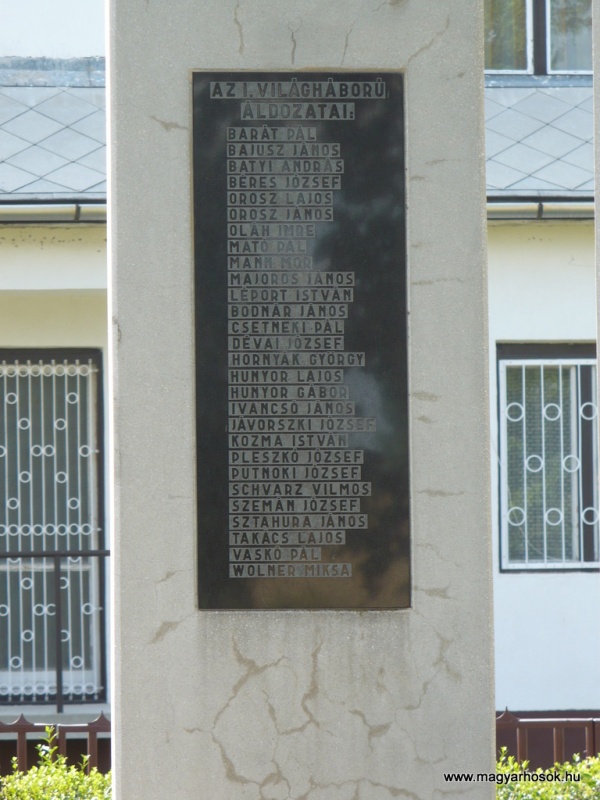 AZ I. VILÁGHÁBORÚ
ÁLDOZATAI:
BARÁT PÁL
BAJUSZ JÁNOS
BATYI ANDRÁS
BERES JÓZSEF
OROSZ LAJOS
OROSZ JÁNOS
OLÁH IMRE
MATÓ PÁL
MANN MÓR
MAJOROS JÁNOS
LÉPORT ISTVÁN
BODNÁR JÁNOS
CSETNEKI PÁL
DÉVAI JÓZSEF
HORNYÁK GYÖRGY
HUNYOR LAJOS
HUNYOR GÁBOR
IVÁNCSÓ JÁNOS
JÁVORSZKI JÓZSEF
KOZMA ISTVÁN
PLESZKÓ JÓZSEF
PUTNOKI JÓZSEF
SCHVARZ VILMOS
SZEMÁN JÓZSEF
SZTAHURA JÁNOS
TAKÁCS LAJOS
VASKÓ PÁL
WOLNER MIKSA
www.magyarhosok.hu